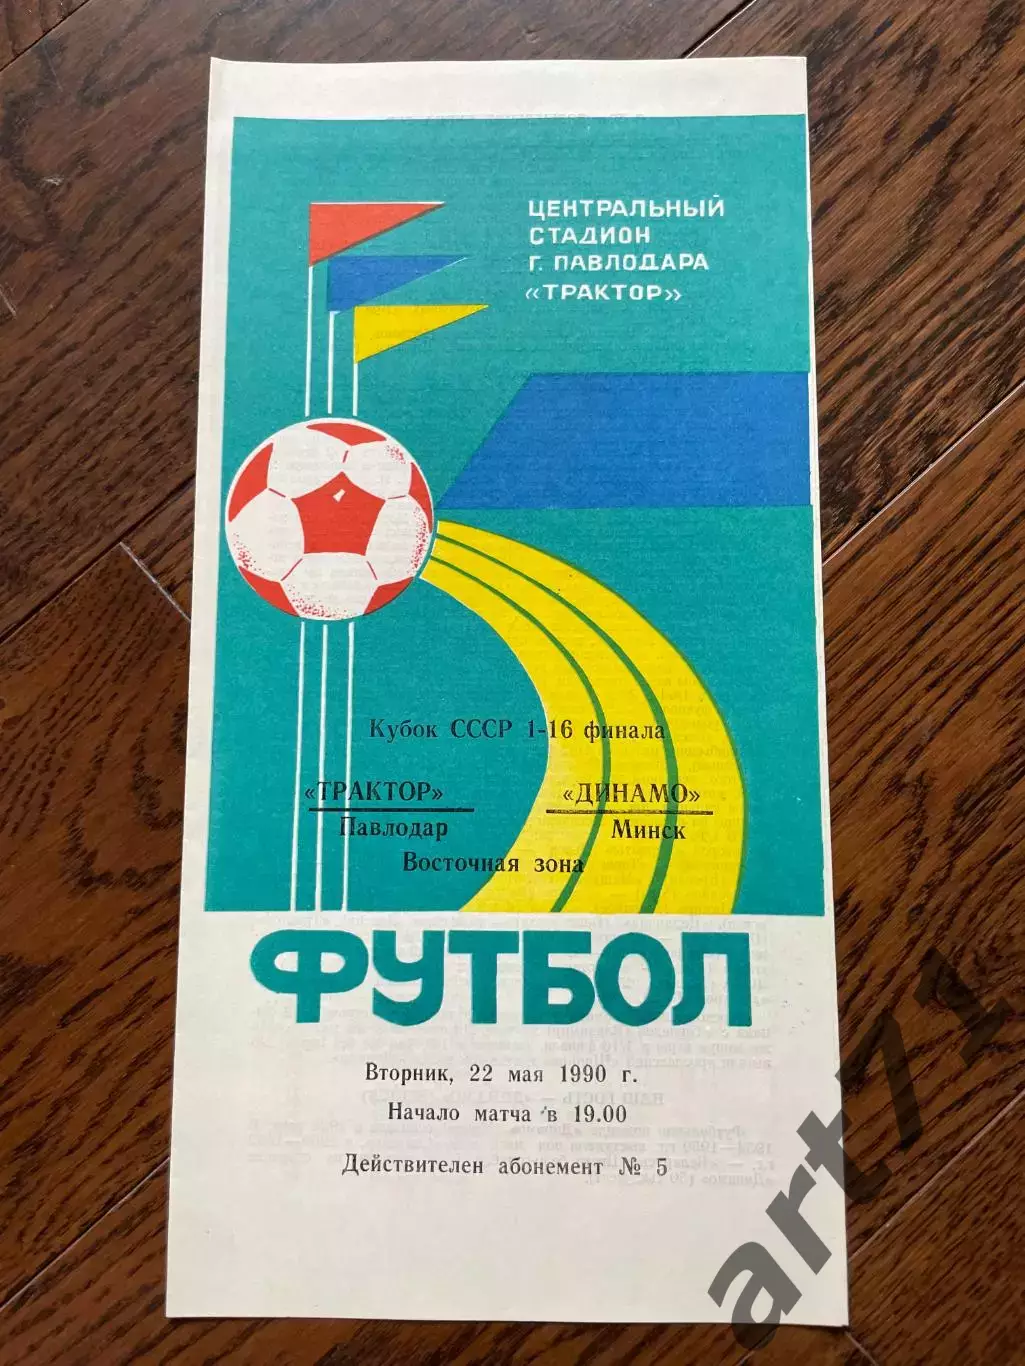 ЦЕНТРАЛЬНЫЙ
СТАДИОН
Г. ПАВЛОДАРА
«ТРАКТОР»
Кубок СССР 1-16 финала
«ТРАКТОР» «ДИНАМО»
Павлодар Минск
Восточная зона
ФУТБОЛ
Вторник, 22 мая 1990 г.
Начало матча в 19.00
Действителен абонемент № 5
art71